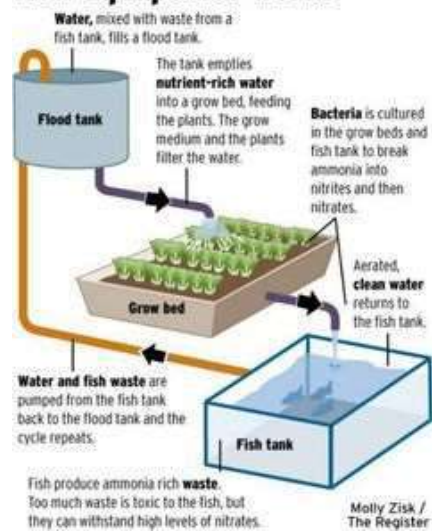 Water, mixed with waste from a
fish tank, fills a flood tank.
The tank empties
nutrient-rich water
into a grow bed, feeding
the plants. The grow
medium and the plants
filter the water.
Flood tank
Bacteria is cultured
in the grow beds and
fish tank to break
ammonia into
nitrites and then
nitrates.
Aerated,
clean water
returns to
the fish tank.
Grow bed
Water and fish waste are
pumped from the fish tank
back to the flood tank and the
cycle repeats.
Fish tank
Fish produce ammonia rich waste.
Too much waste is toxic to the fish, but
they can withstand high levels of nitrates.
Molly Zisk /
The Register